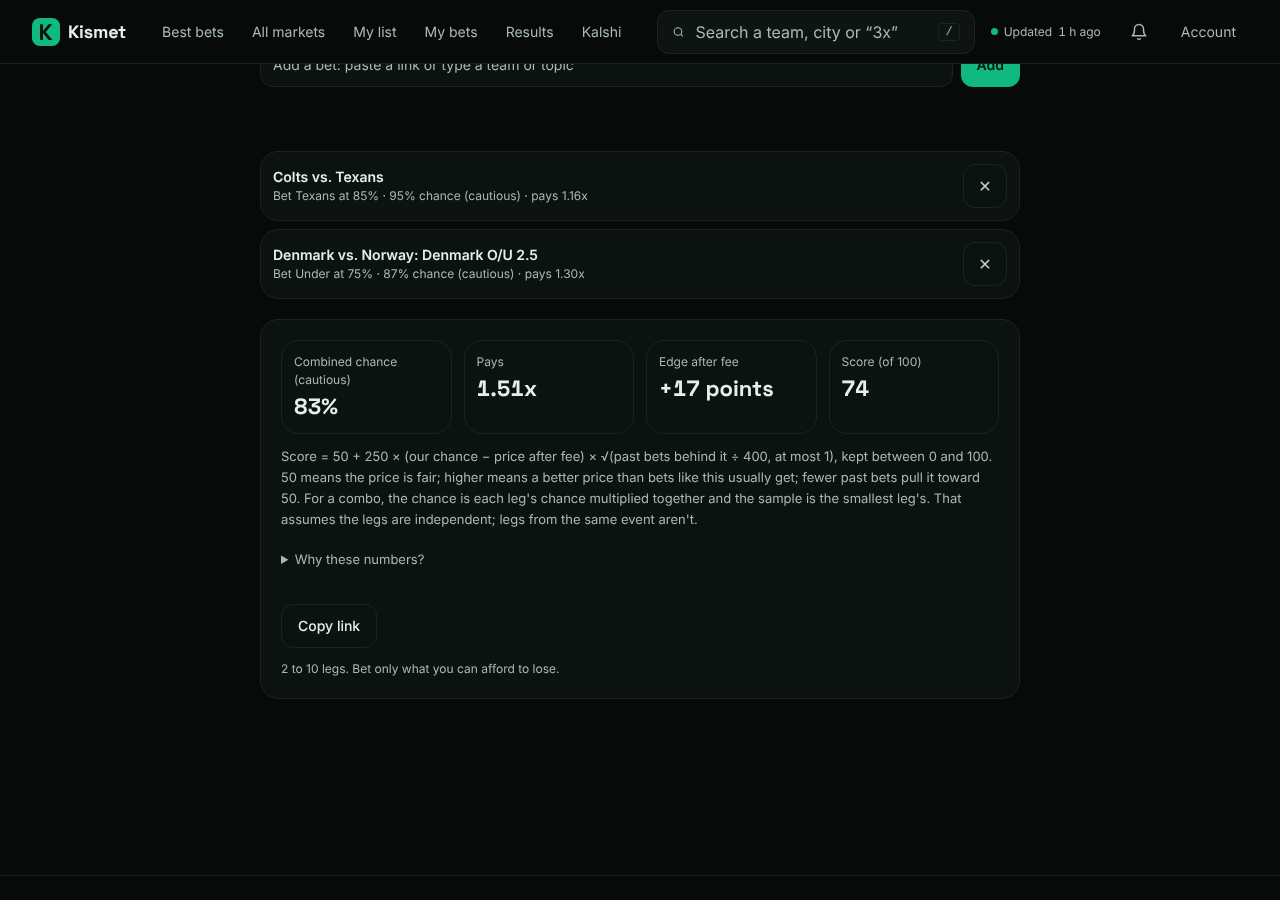 K Kismet
Best bets
All markets
My list
My bets
Results
Kalshi
Search a team, city or “3x”
/
Updated 1 h ago
Account
Add a bet: paste a link or type a team or topic
Add
Colts vs. Texans
Bet Texans at 85% · 95% chance (cautious) · pays 1.16x
Denmark vs. Norway: Denmark O/U 2.5
Bet Under at 75% · 87% chance (cautious) · pays 1.30x
Combined chance
(cautious)
83%
Pays
1.51x
Edge after fee
+17 points
Score (of 100)
74
Score = 50 + 250 × (our chance − price after fee) × √(past bets behind it ÷ 400, at most 1), kept between 0 and 100.
50 means the price is fair; higher means a better price than bets like this usually get; fewer past bets pull it toward
50. For a combo, the chance is each leg's chance multiplied together and the sample is the smallest leg's. That
assumes the legs are independent; legs from the same event aren't.
Why these numbers?
Copy link
2 to 10 legs. Bet only what you can afford to lose.